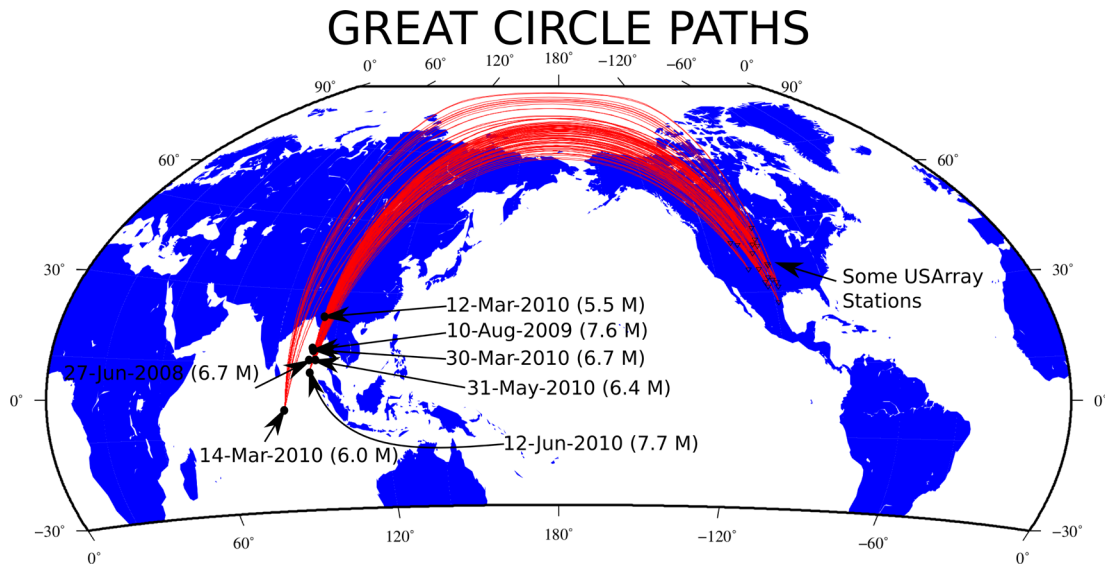 GREAT CIRCLE PATHS
0° 60° 120° 180° −120° −60° 0°
90° 90°
60° 60°
30° 30°
Some USArray
Stations
12-Mar-2010 (5.5 M)
10-Aug-2009 (7.6 M)
30-Mar-2010 (6.7 M)
27-Jun-2008 (6.7 M)
31-May-2010 (6.4 M)
0° 0°
12-Jun-2010 (7.7 M)
14-Mar-2010 (6.0 M)
−30° −30°
0° 60° 120° 180° −120° −60° 0°